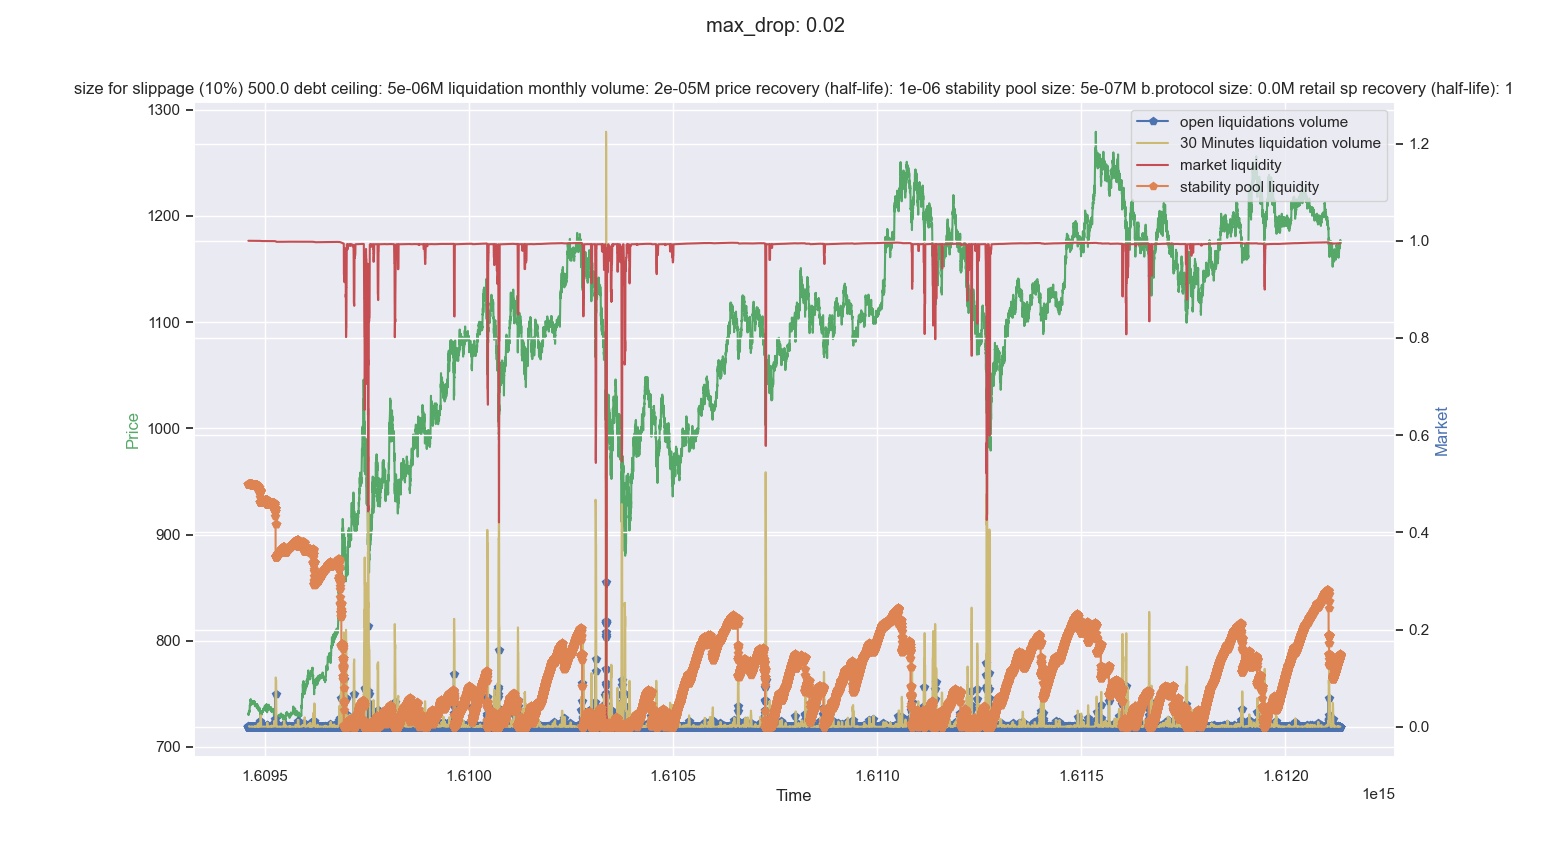 max_drop: 0.02
size for slippage (10%) 500.0 debt ceiling: 5e-06M liquidation monthly volume: 2e-05M price recovery (half-life): 1e-06 stability pool size: 5e-07M b.protocol size: 0.0M retail sp recovery (half-life): 1
open liquidations volume
30 Minutes liquidation volume
market liquidity
stability pool liquidity
1300
1200
1100
1000
900
800
700
Price
1.2
1.0
0.8
0.6
0.4
0.2
0.0
Market
1.6095 1.6100 1.6105 1.6110 1.6115 1.6120
Time
1e15